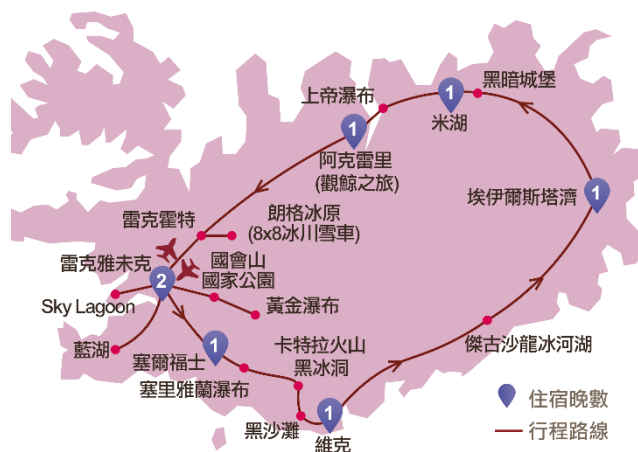 黑暗城堡
上帝瀑布
1
米湖
1
阿克雷里
(觀鯨之旅)
埃伊爾斯塔濟
1
雷克霍特
朗格冰原
(8x8冰川雪車)
雷克雅未克
國會山
國家公園
2
Sky Lagoon
黃金瀑布
藍湖
1
塞爾福士
塞里雅蘭瀑布
卡特拉火山
黑冰洞
傑古沙龍冰河湖
黑沙灘
1
維克
住宿晚數
行程路線